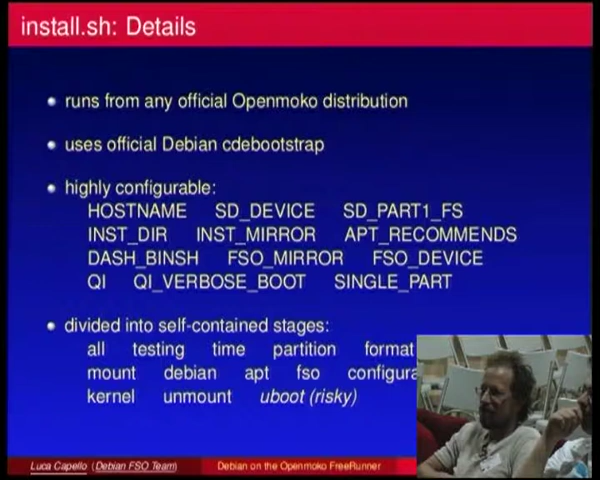 install.sh: Details
runs from any official Openmoko distribution
uses official Debian cdebootstrap
highly configurable:
HOSTNAME SD_DEVICE SD_PART1_FS
INST_DIR INST_MIRROR APT_RECOMMENDS
DASH_BINSH FSO_MIRROR FSO_DEVICE
QI QI_VERBOSE_BOOT SINGLE_PART
divided into self-contained stages:
all testing time partition format
mount debian apt fso configura
kernel unmount uboot (risky)
Luca Capello (Debian FSO Team) Debian on the Openmoko FreeRunner